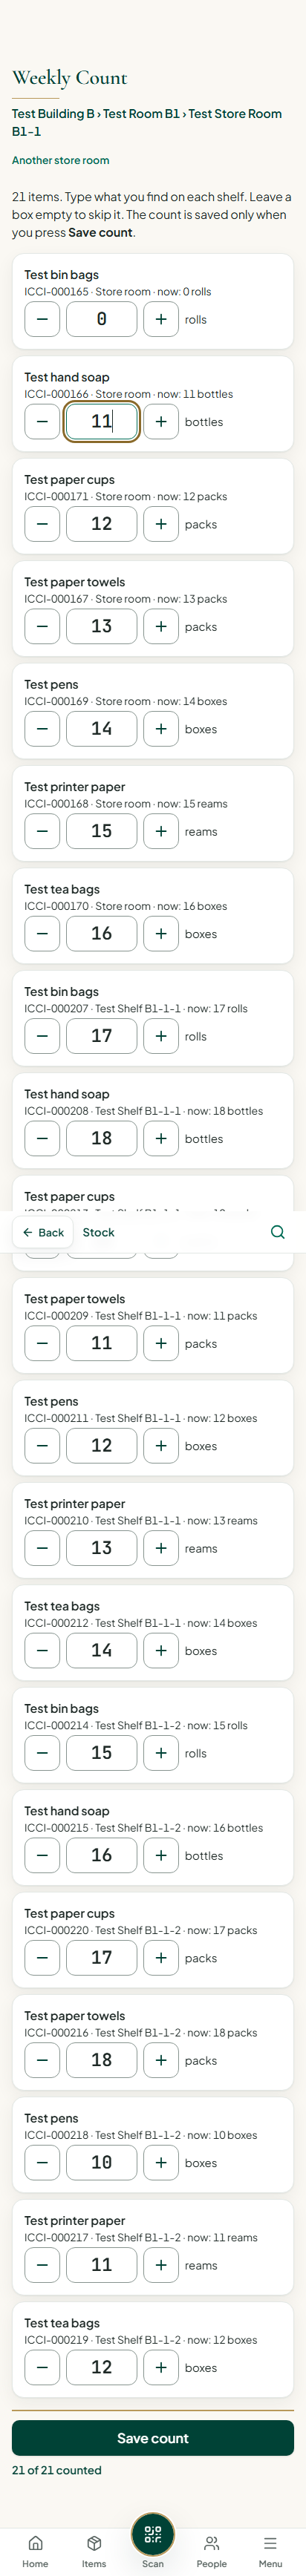 Weekly Count
Test Building B › Test Room B1 › Test Store Room
B1-1
Another store room
21 items. Type what you find on each shelf. Leave a
box empty to skip it. The count is saved only when
you press Save count.
Test bin bags
ICCI-000165 · Store room · now: 0 rolls
− 0 + rolls
Test hand soap
ICCI-000166 · Store room · now: 11 bottles
− 11 + bottles
Test paper cups
ICCI-000171 · Store room · now: 12 packs
− 12 + packs
Test paper towels
ICCI-000167 · Store room · now: 13 packs
− 13 + packs
Test pens
ICCI-000169 · Store room · now: 14 boxes
− 14 + boxes
Test printer paper
ICCI-000168 · Store room · now: 15 reams
− 15 + reams
Test tea bags
ICCI-000170 · Store room · now: 16 boxes
− 16 + boxes
Test bin bags
ICCI-000207 · Test Shelf B1-1-1 · now: 17 rolls
− 17 + rolls
Test hand soap
ICCI-000208 · Test Shelf B1-1-1 · now: 18 bottles
− 18 + bottles
Test paper cups
← Back Stock
Test paper towels
ICCI-000209 · Test Shelf B1-1-1 · now: 11 packs
− 11 + packs
Test pens
ICCI-000211 · Test Shelf B1-1-1 · now: 12 boxes
− 12 + boxes
Test printer paper
ICCI-000210 · Test Shelf B1-1-1 · now: 13 reams
− 13 + reams
Test tea bags
ICCI-000212 · Test Shelf B1-1-1 · now: 14 boxes
− 14 + boxes
Test bin bags
ICCI-000214 · Test Shelf B1-1-2 · now: 15 rolls
− 15 + rolls
Test hand soap
ICCI-000215 · Test Shelf B1-1-2 · now: 16 bottles
− 16 + bottles
Test paper cups
ICCI-000220 · Test Shelf B1-1-2 · now: 17 packs
− 17 + packs
Test paper towels
ICCI-000216 · Test Shelf B1-1-2 · now: 18 packs
− 18 + packs
Test pens
ICCI-000218 · Test Shelf B1-1-2 · now: 10 boxes
− 10 + boxes
Test printer paper
ICCI-000217 · Test Shelf B1-1-2 · now: 11 reams
− 11 + reams
Test tea bags
ICCI-000219 · Test Shelf B1-1-2 · now: 12 boxes
− 12 + boxes
Save count
21 of 21 counted
Home Items Scan People Menu